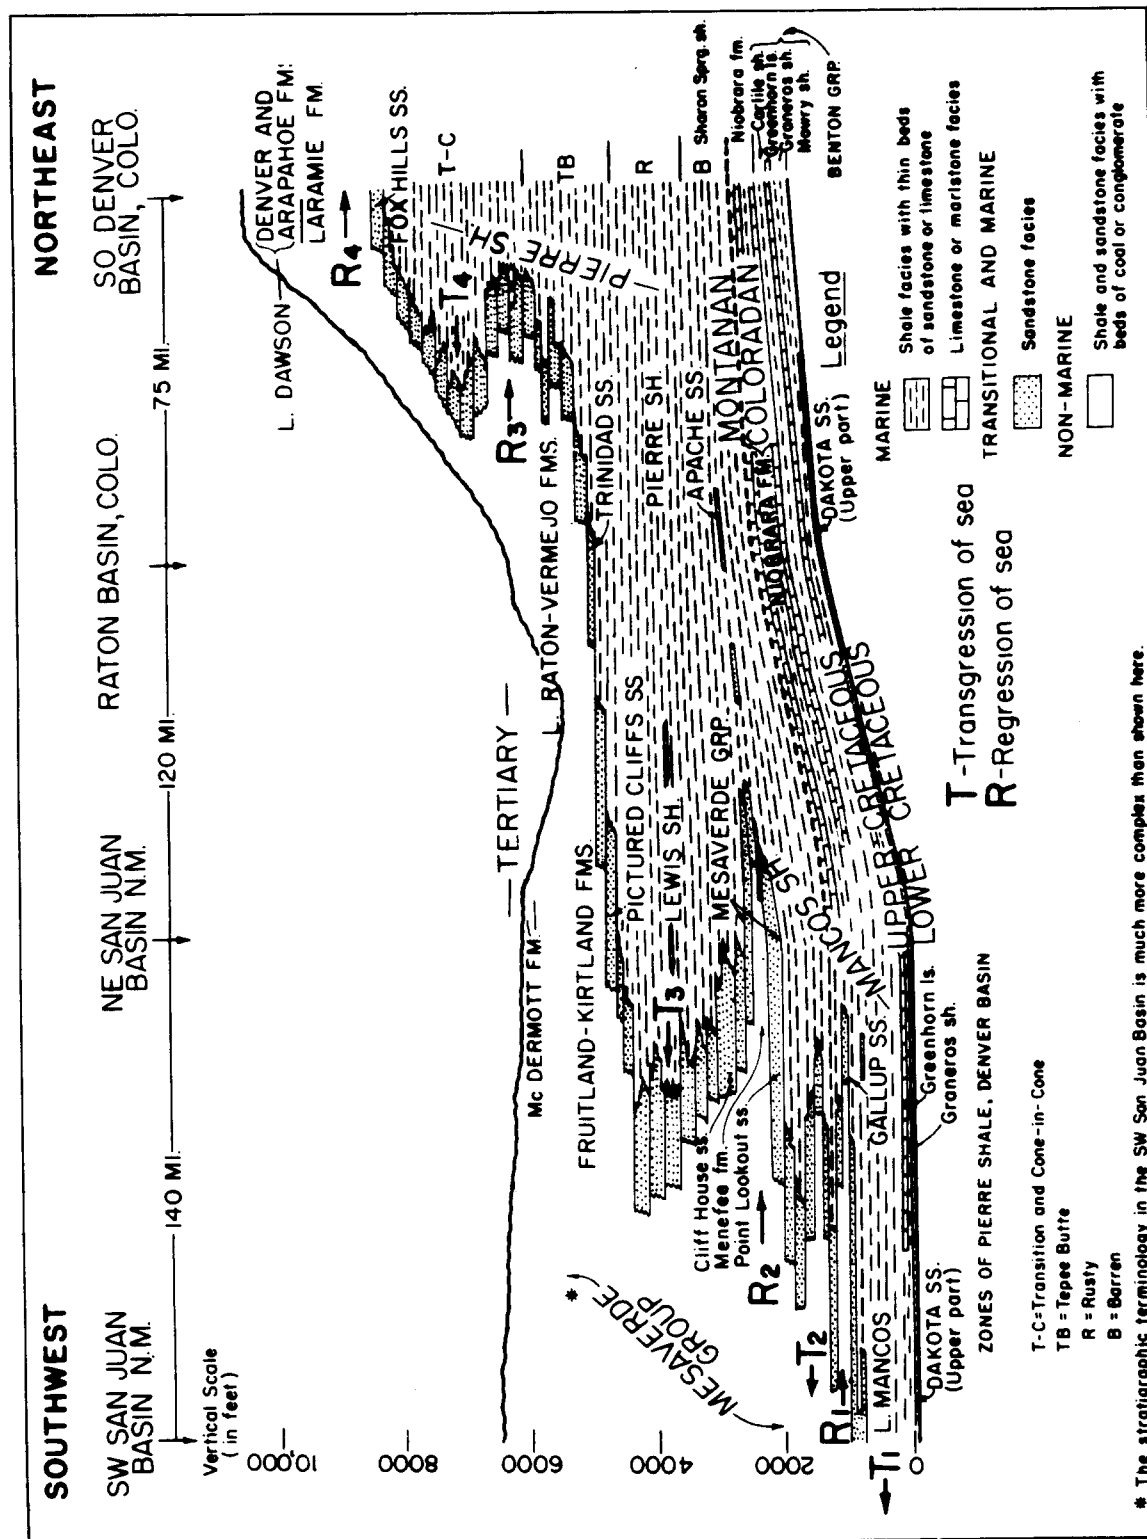 SOUTHWEST
NORTHEAST
SW SAN JUAN
BASIN N.M.
NE SAN JUAN
BASIN N.M.
RATON BASIN, COLO.
SO DENVER
BASIN, COLO.
140 MI.
120 MI.
75 MI.
Vertical Scale
(in feet)
10,000
8000
6000
4000
2000
0
L. DAWSON
DENVER AND
ARAPAHOE FM.
LARAMIE FM.
R4
FOX HILLS SS.
T-C
T4
PIERRE SH.
R3
TB
R
B
Sharon Sprg. sh.
Niobrara fm.
Carlile sh.
Greenhorn ls.
Graneros sh.
Mowry sh.
BENTON GRP.
TERTIARY
Mc DERMOTT FM.
L. RATON-VERMEJO FMS.
FRUITLAND-KIRTLAND FMS.
PICTURED CLIFFS SS
TRINIDAD SS.
PIERRE SH.
APACHE SS.
MONTANAN
COLORADAN
NIOBRARA FM.
T3
LEWIS SH.
MESAVERDE GRP.
MESAVERDE *
GROUP
Cliff House ss.
Menefee fm.
Point Lookout ss.
R2
MANCOS SH
T2
R1
L. MANCOS
GALLUP SS
MANCOS SH
T1
UPPER CRETACEOUS
LOWER CRETACEOUS
DAKOTA SS.
(Upper part)
Greenhorn ls.
Graneros sh.
DAKOTA SS.
(Upper part)
Legend
MARINE
Shale facies with thin beds
of sandstone or limestone
Limestone or marlstone facies
TRANSITIONAL AND MARINE
Sandstone facies
NON-MARINE
Shale and sandstone facies with
beds of coal or conglomerate
T-Transgression of sea
R-Regression of sea
ZONES OF PIERRE SHALE, DENVER BASIN
T-C=Transition and Cone-in-Cone
TB = Tepee Butte
R = Rusty
B = Barren
* The stratigraphic terminology in the SW San Juan Basin is much more complex than shown here.